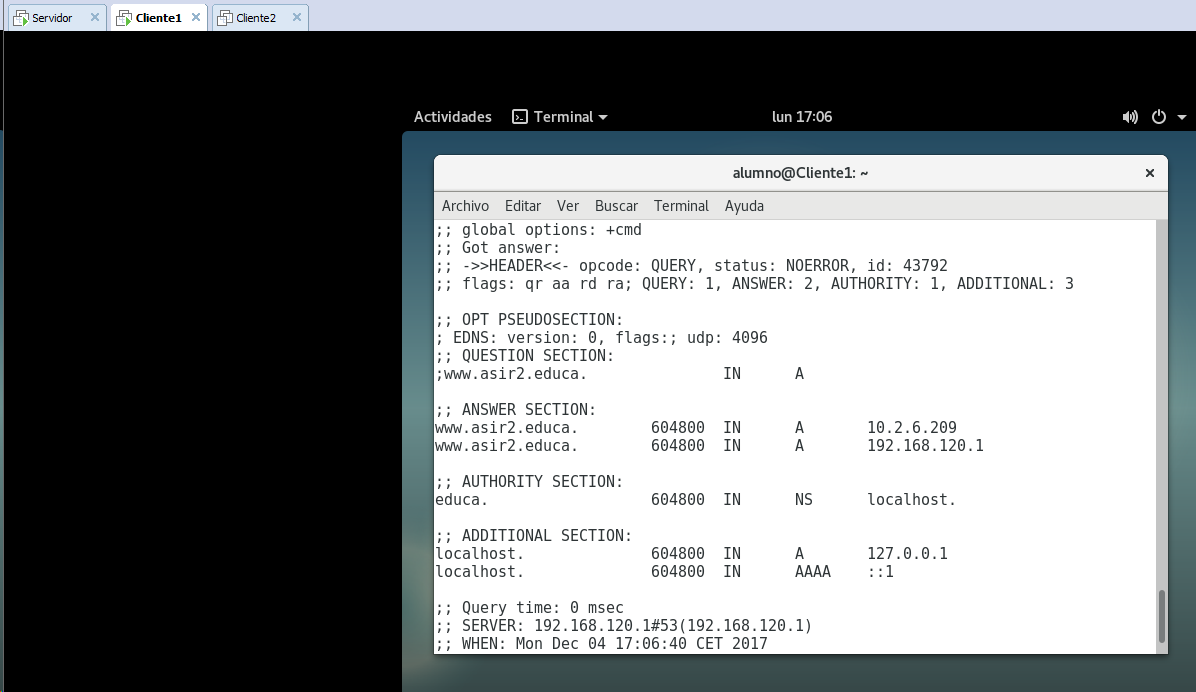 Servidor Cliente1 Cliente2
Actividades Terminal lun 17:06
alumno@Cliente1: ~
Archivo Editar Ver Buscar Terminal Ayuda
;; global options: +cmd
;; Got answer:
;; ->>HEADER<<- opcode: QUERY, status: NOERROR, id: 43792
;; flags: qr aa rd ra; QUERY: 1, ANSWER: 2, AUTHORITY: 1, ADDITIONAL: 3
;; OPT PSEUDOSECTION:
; EDNS: version: 0, flags:; udp: 4096
;; QUESTION SECTION:
;www.asir2.educa. IN A
;; ANSWER SECTION:
www.asir2.educa. 604800 IN A 10.2.6.209
www.asir2.educa. 604800 IN A 192.168.120.1
;; AUTHORITY SECTION:
educa. 604800 IN NS localhost.
;; ADDITIONAL SECTION:
localhost. 604800 IN A 127.0.0.1
localhost. 604800 IN AAAA ::1
;; Query time: 0 msec
;; SERVER: 192.168.120.1#53(192.168.120.1)
;; WHEN: Mon Dec 04 17:06:40 CET 2017